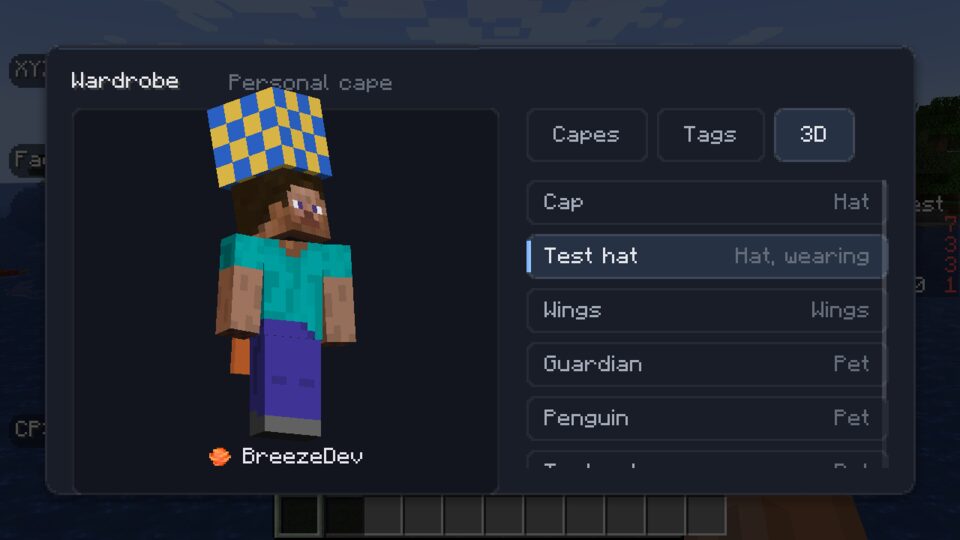 Wardrobe Personal cape
Capes Tags 3D
Cap Hat
Test hat Hat, wearing
Wings Wings
Guardian Pet
Penguin Pet
BreezeDev